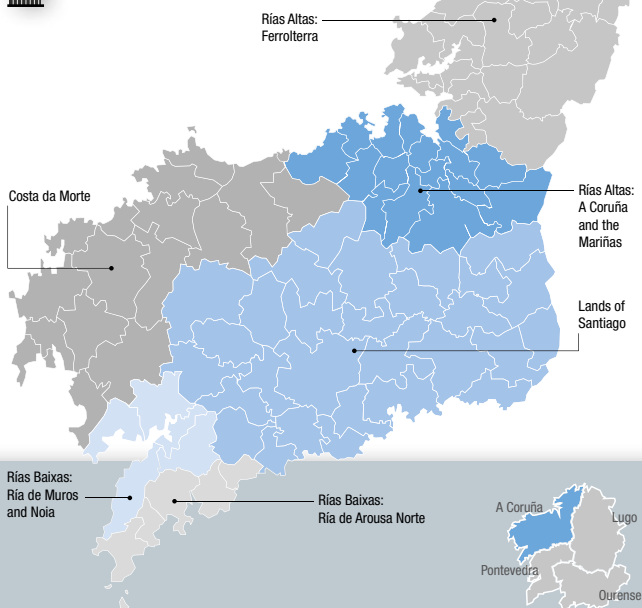 Rías Altas:
Ferrolterra
Costa da Morte
Rías Altas:
A Coruña
and the
Mariñas
Lands of
Santiago
Rías Baixas:
Ría de Muros
and Noia
Rías Baixas:
Ría de Arousa Norte
A Coruña
Lugo
Pontevedra
Ourense